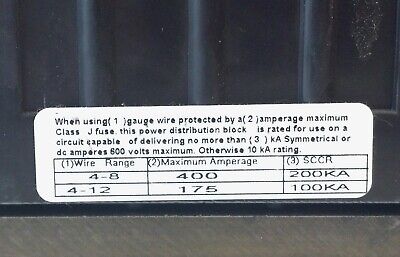 When using( 1 )gauge wire protected by a( 2 )amperage maximum
Class J fuse. this power distribution block is rated for use on a
circuit capable of delivering no more than ( 3 ) kA Symmetrical or
dc amperes 600 volts maximum. Otherwise 10 kA rating.
(1)Wire Range (2)Maximum Amperage (3) SCCR
4-8 400 200KA
4-12 175 100KA